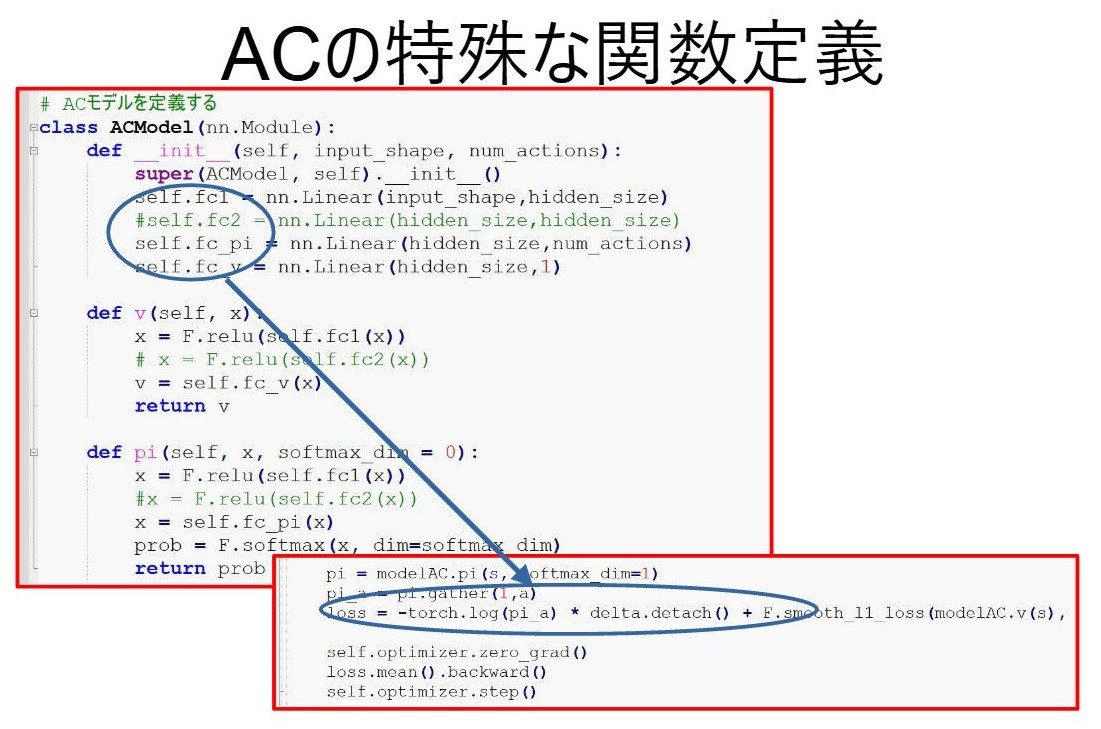 ACの特殊な関数定義
# ACモデルを定義する
class ACModel(nn.Module):
def __init__(self, input_shape, num_actions):
super(ACModel, self).__init__()
self.fc1 = nn.Linear(input_shape,hidden_size)
#self.fc2 = nn.Linear(hidden_size,hidden_size)
self.fc_pi = nn.Linear(hidden_size,num_actions)
self.fc_v = nn.Linear(hidden_size,1)
def v(self, x):
x = F.relu(self.fc1(x))
# x = F.relu(self.fc2(x))
v = self.fc_v(x)
return v
def pi(self, x, softmax_dim = 0):
x = F.relu(self.fc1(x))
#x = F.relu(self.fc2(x))
x = self.fc_pi(x)
prob = F.softmax(x, dim=softmax_dim)
return prob
pi = modelAC.pi(s, softmax_dim=1)
pi_a = pi.gather(1,a)
loss = -torch.log(pi_a) * delta.detach() + F.smooth_l1_loss(modelAC.v(s),
self.optimizer.zero_grad()
loss.mean().backward()
self.optimizer.step()